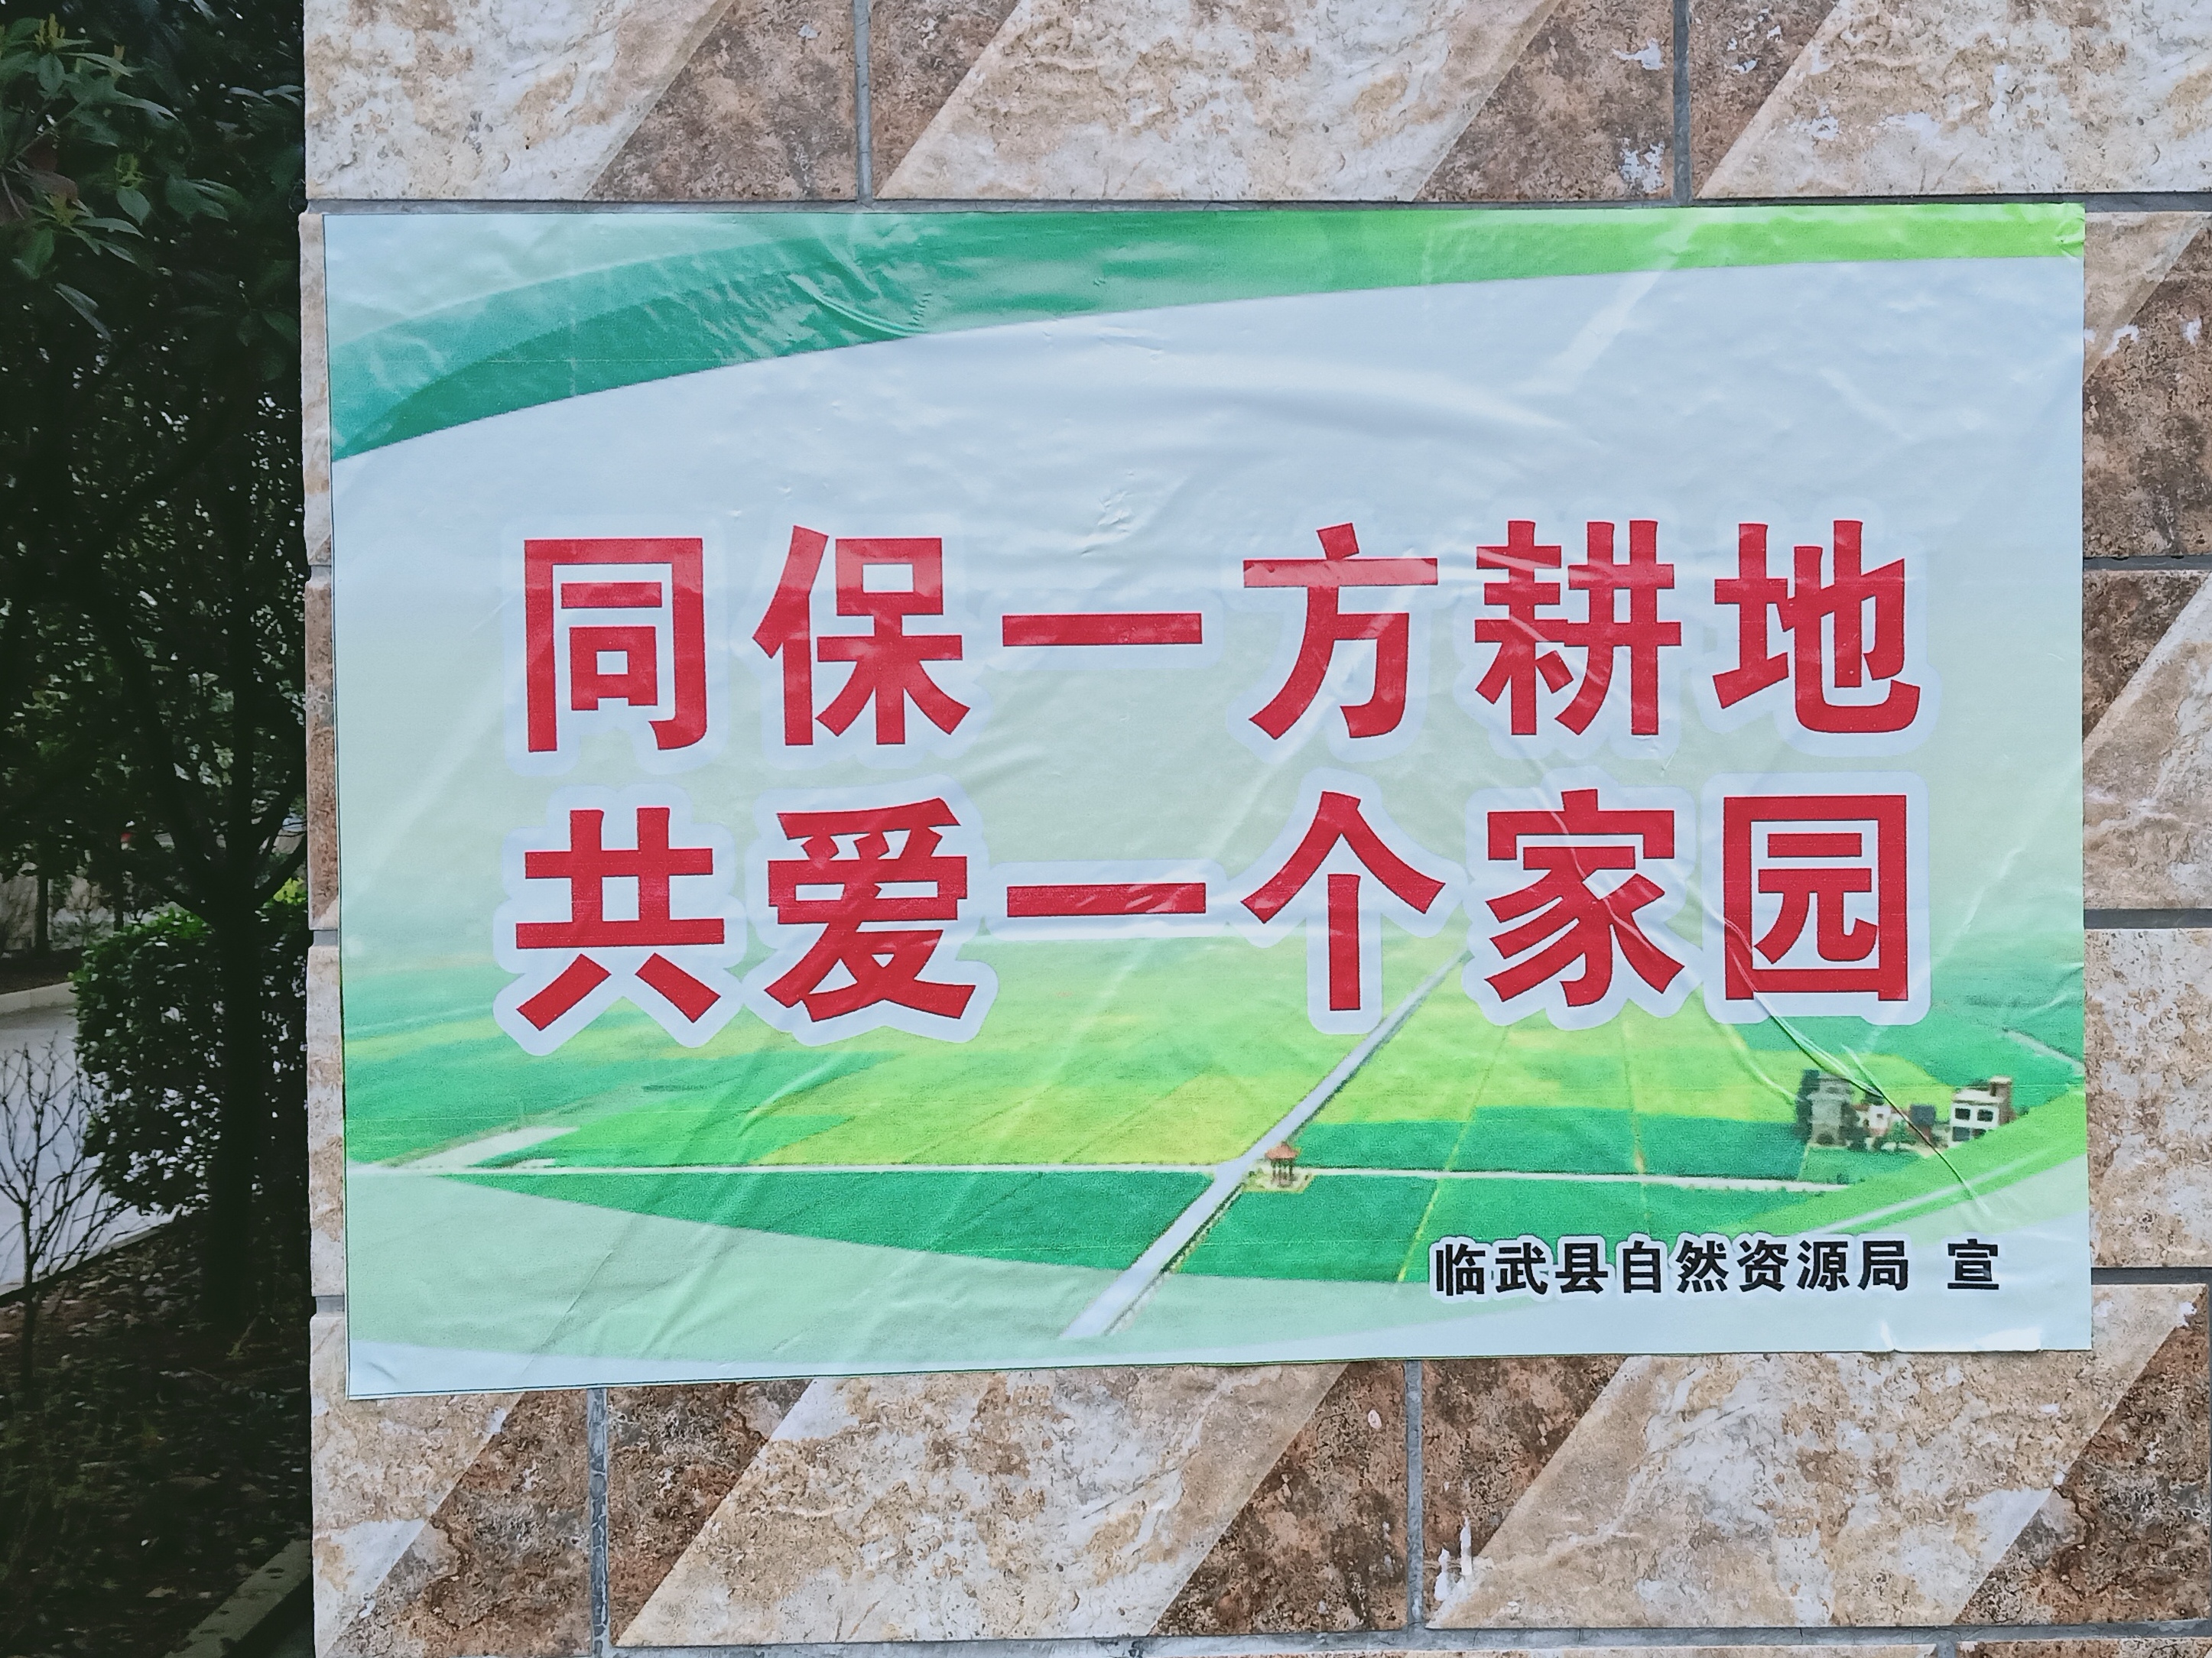 同保一方耕地
共爱一个家园
临武县自然资源局 宣